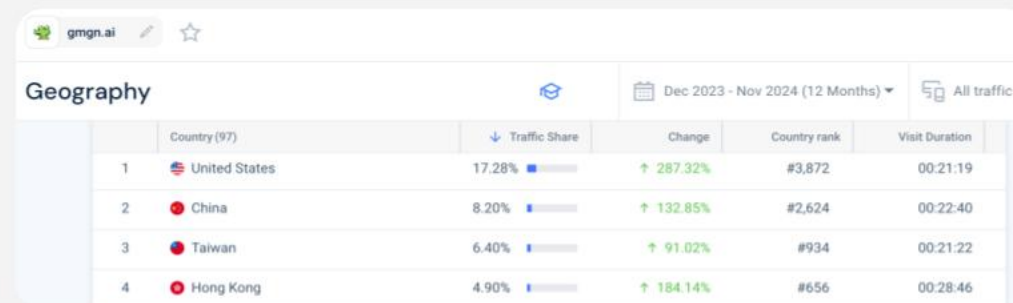 gmgn.ai
Geography
Dec 2023 - Nov 2024 (12 Months)
All traffic
Country (97) Traffic Share Change Country rank Visit Duration
1 United States 17.28% ↑ 287.32% #3,872 00:21:19
2 China 8.20% ↑ 132.85% #2,624 00:22:40
3 Taiwan 6.40% ↑ 91.02% #934 00:21:22
4 Hong Kong 4.90% ↑ 184.14% #656 00:28:46